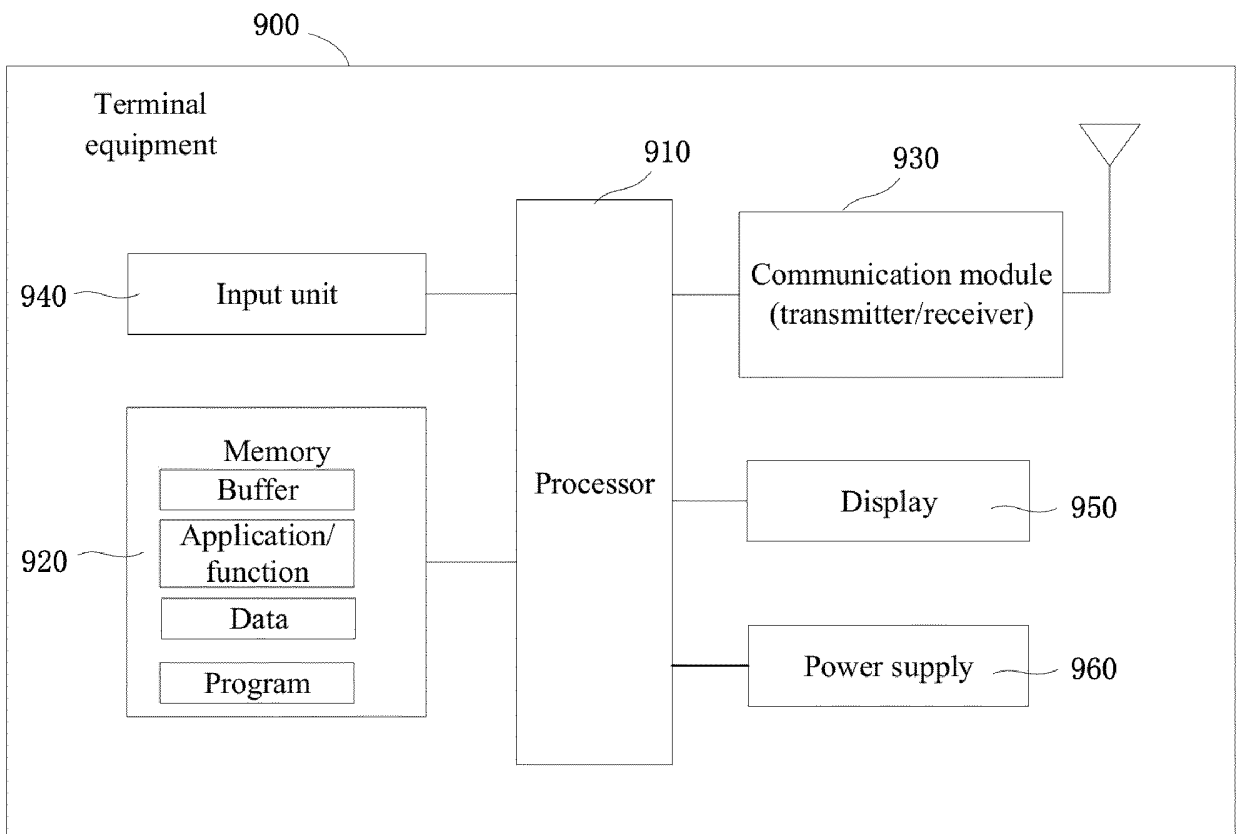 900
Terminal
equipment
910
930
940
Input unit
Communication module
(transmitter/receiver)
Memory
Buffer
Application/
function
Data
Program
920
Processor
Display
950
Power supply
960